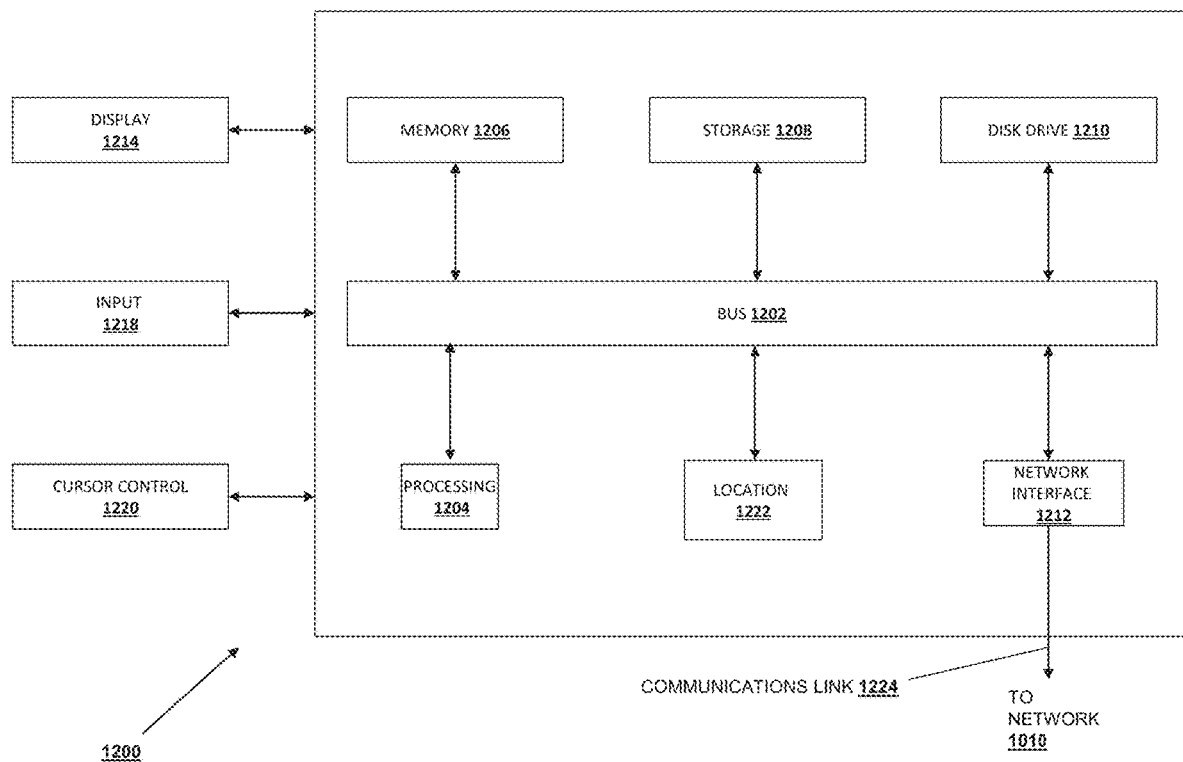 DISPLAY
1214
MEMORY 1206
STORAGE 1208
DISK DRIVE 1210
INPUT
1218
BUS 1202
CURSOR CONTROL
1220
PROCESSING
1204
LOCATION
1222
NETWORK
INTERFACE
1212
COMMUNICATIONS LINK 1224
TO
NETWORK
1010
1200